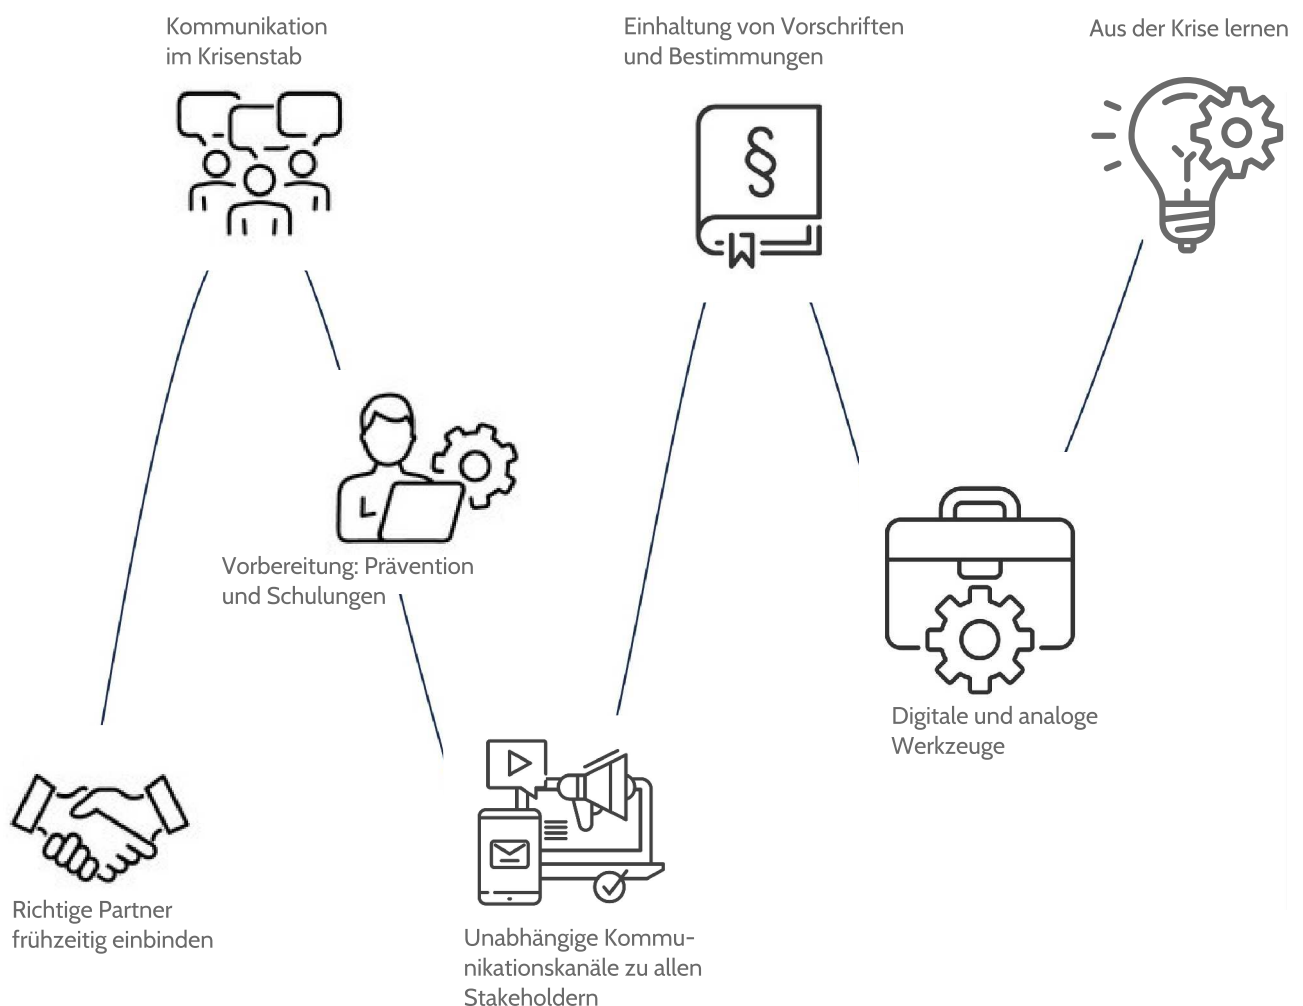 Kommunikation
im Krisenstab
Einhaltung von Vorschriften
und Bestimmungen
Aus der Krise lernen
§
Vorbereitung: Prävention
und Schulungen
Digitale und analoge
Werkzeuge
Richtige Partner
frühzeitig einbinden
Unabhängige Kommu-
nikationskanäle zu allen
Stakeholdern